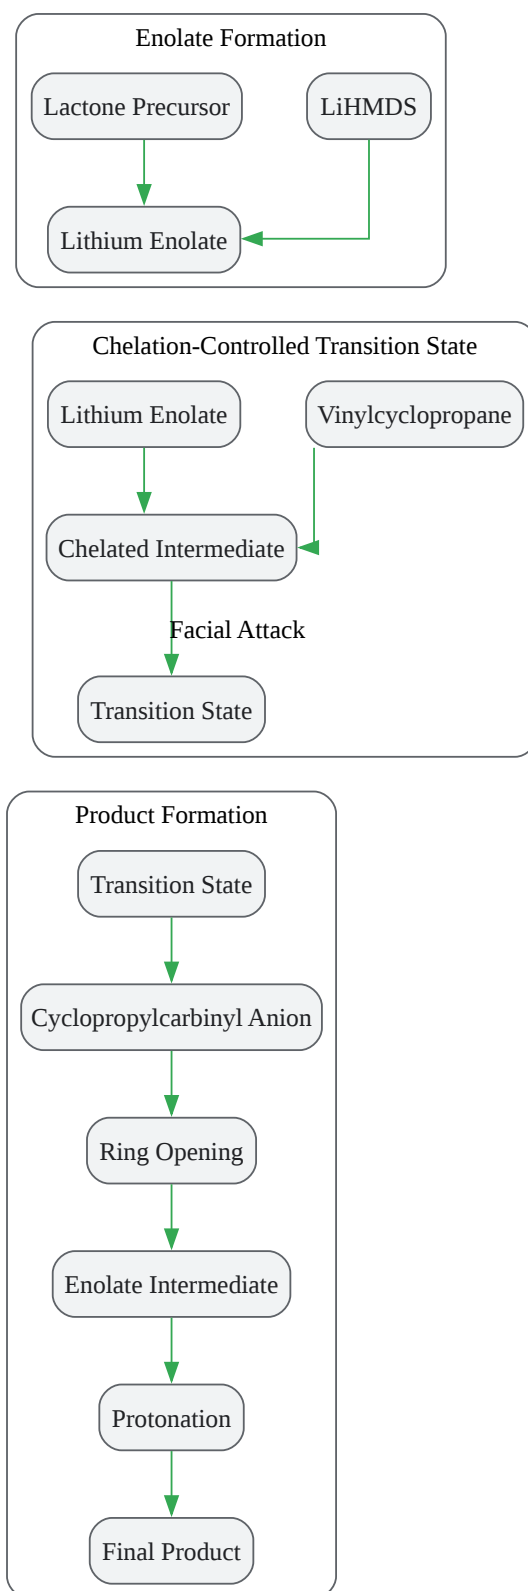 Enolate Formation
Lactone Precursor
LiHMDS
Lithium Enolate
Chelation-Controlled Transition State
Lithium Enolate
Vinylcyclopropane
Chelated Intermediate
Facial Attack
Transition State
Product Formation
Transition State
Cyclopropylcarbinyl Anion
Ring Opening
Enolate Intermediate
Protonation
Final Product